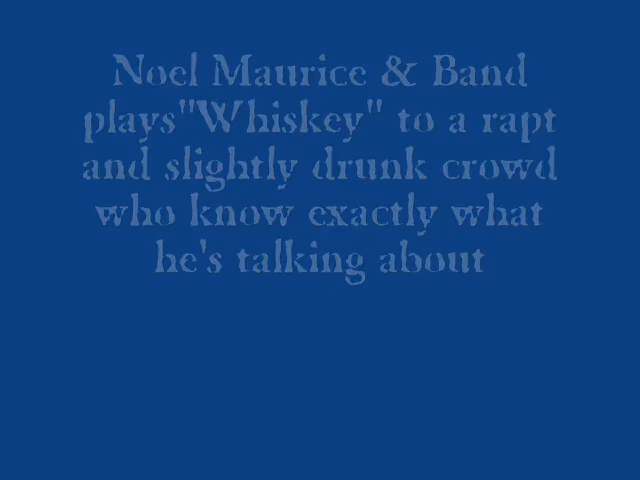 Noel Maurice & Band
plays"Whiskey" to a rapt
and slightly drunk crowd
who know exactly what
he's talking about